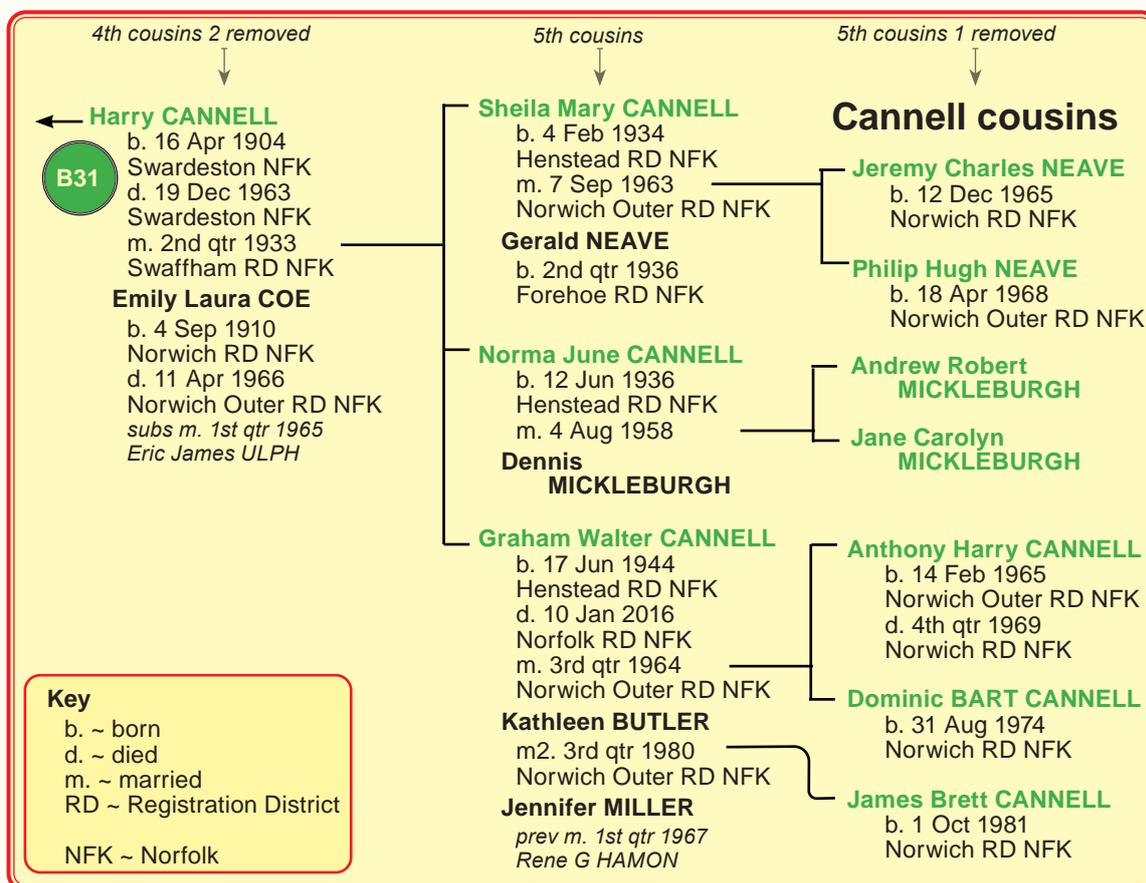 4th cousins 2 removed
5th cousins
5th cousins 1 removed
Cannell cousins
B31
Harry CANNELL
b. 16 Apr 1904
Swardeston NFK
d. 19 Dec 1963
Swardeston NFK
m. 2nd qtr 1933
Swaffham RD NFK
Emily Laura COE
b. 4 Sep 1910
Norwich RD NFK
d. 11 Apr 1966
Norwich Outer RD NFK
subs m. 1st qtr 1965
Eric James ULPH
Sheila Mary CANNELL
b. 4 Feb 1934
Henstead RD NFK
m. 7 Sep 1963
Norwich Outer RD NFK
Gerald NEAVE
b. 2nd qtr 1936
Forehoe RD NFK
Norma June CANNELL
b. 12 Jun 1936
Henstead RD NFK
m. 4 Aug 1958
Dennis
MICKLEBURGH
Graham Walter CANNELL
b. 17 Jun 1944
Henstead RD NFK
d. 10 Jan 2016
Norfolk RD NFK
m. 3rd qtr 1964
Norwich Outer RD NFK
Kathleen BUTLER
m2. 3rd qtr 1980
Norwich Outer RD NFK
Jennifer MILLER
prev m. 1st qtr 1967
Rene G HAMON
Jeremy Charles NEAVE
b. 12 Dec 1965
Norwich RD NFK
Philip Hugh NEAVE
b. 18 Apr 1968
Norwich Outer RD NFK
Andrew Robert
MICKLEBURGH
Jane Carolyn
MICKLEBURGH
Anthony Harry CANNELL
b. 14 Feb 1965
Norwich Outer RD NFK
d. 4th qtr 1969
Norwich RD NFK
Dominic BART CANNELL
b. 31 Aug 1974
Norwich RD NFK
James Brett CANNELL
b. 1 Oct 1981
Norwich RD NFK
Key
b. ~ born
d. ~ died
m. ~ married
RD ~ Registration District
NFK ~ Norfolk